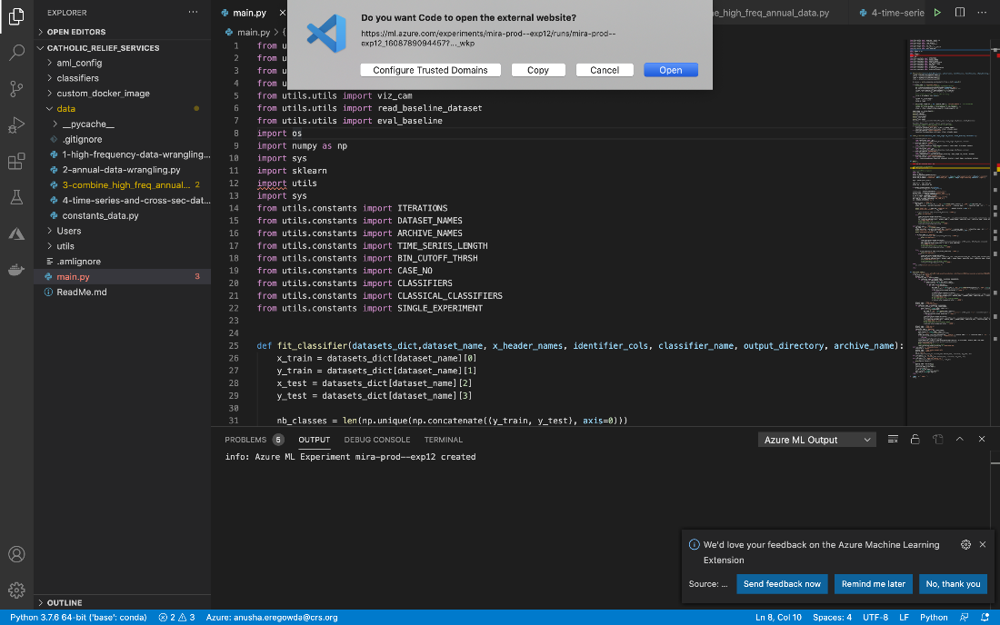 EXPLORER
OPEN EDITORS
CATHOLIC_RELIEF_SERVICES
aml_config
classifiers
custom_docker_image
data
__pycache__
.gitignore
1-high-frequency-data-wrangling...
2-annual-data-wrangling.py
3-combine_high_freq_annual... 2
4-time-series-and-cross-sec-dat...
constants_data.py
Users
utils
.amlignore
main.py 3
ReadMe.md
OUTLINE
main.py
e_high_freq_annual_data.py
4-time-serie
main.py
Do you want Code to open the external website?
https://ml.azure.com/experiments/mira-prod--exp12/runs/mira-prod--
exp12_1608789094457?..._wkp
Configure Trusted Domains
Copy
Cancel
Open
1 from u
2 from u
3 from u
4 from u
5 from utils.utils import viz_cam
6 from utils.utils import read_baseline_dataset
7 from utils.utils import eval_baseline
8 import os
9 import numpy as np
10 import sys
11 import sklearn
12 import utils
13 import sys
14 from utils.constants import ITERATIONS
15 from utils.constants import DATASET_NAMES
16 from utils.constants import ARCHIVE_NAMES
17 from utils.constants import TIME_SERIES_LENGTH
18 from utils.constants import BIN_CUTOFF_THRSH
19 from utils.constants import CASE_NO
20 from utils.constants import CLASSIFIERS
21 from utils.constants import CLASSICAL_CLASSIFIERS
22 from utils.constants import SINGLE_EXPERIMENT
23
24
25 def fit_classifier(datasets_dict,dataset_name, x_header_names, identifier_cols, classifier_name, output_directory, archive_name):
26 x_train = datasets_dict[dataset_name][0]
27 y_train = datasets_dict[dataset_name][1]
28 x_test = datasets_dict[dataset_name][2]
29 y_test = datasets_dict[dataset_name][3]
30
31 nb_classes = len(np.unique(np.concatenate((y_train, y_test), axis=0)))
PROBLEMS 5 OUTPUT DEBUG CONSOLE TERMINAL
Azure ML Output
info: Azure ML Experiment mira-prod--exp12 created
We'd love your feedback on the Azure Machine Learning
Extension
Source: ...
Send feedback now
Remind me later
No, thank you
Python 3.7.6 64-bit ('base': conda) 2 3 Azure: anusha.eregowda@crs.org Ln 8, Col 10 Spaces: 4 UTF-8 LF Python